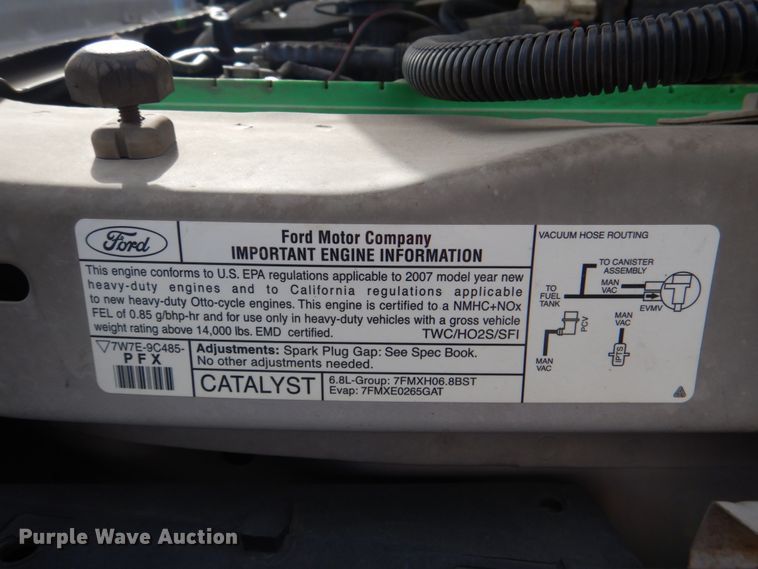 Ford
Ford Motor Company
IMPORTANT ENGINE INFORMATION
This engine conforms to U.S. EPA regulations applicable to 2007 model year new
heavy-duty engines and to California regulations applicable
to new heavy-duty Otto-cycle engines. This engine is certified to a NMHC+NOx
FEL of 0.85 g/bhp-hr and for use only in heavy-duty vehicles with a gross vehicle
weight rating above 14,000 lbs. EMD certified. TWC/HO2S/SFI
7W7E-9C485-
PFX
Adjustments: Spark Plug Gap: See Spec Book.
No other adjustments needed.
CATALYST
6.8L-Group: 7FMXH06.8BST
Evap: 7FMXE0265GAT
VACUUM HOSE ROUTING
TO CANISTER
ASSEMBLY
TO
FUEL
TANK
MAN
VAC
EVMV
PCV
MAN
VAC
MAN
VAC
IPTS
Purple Wave Auction